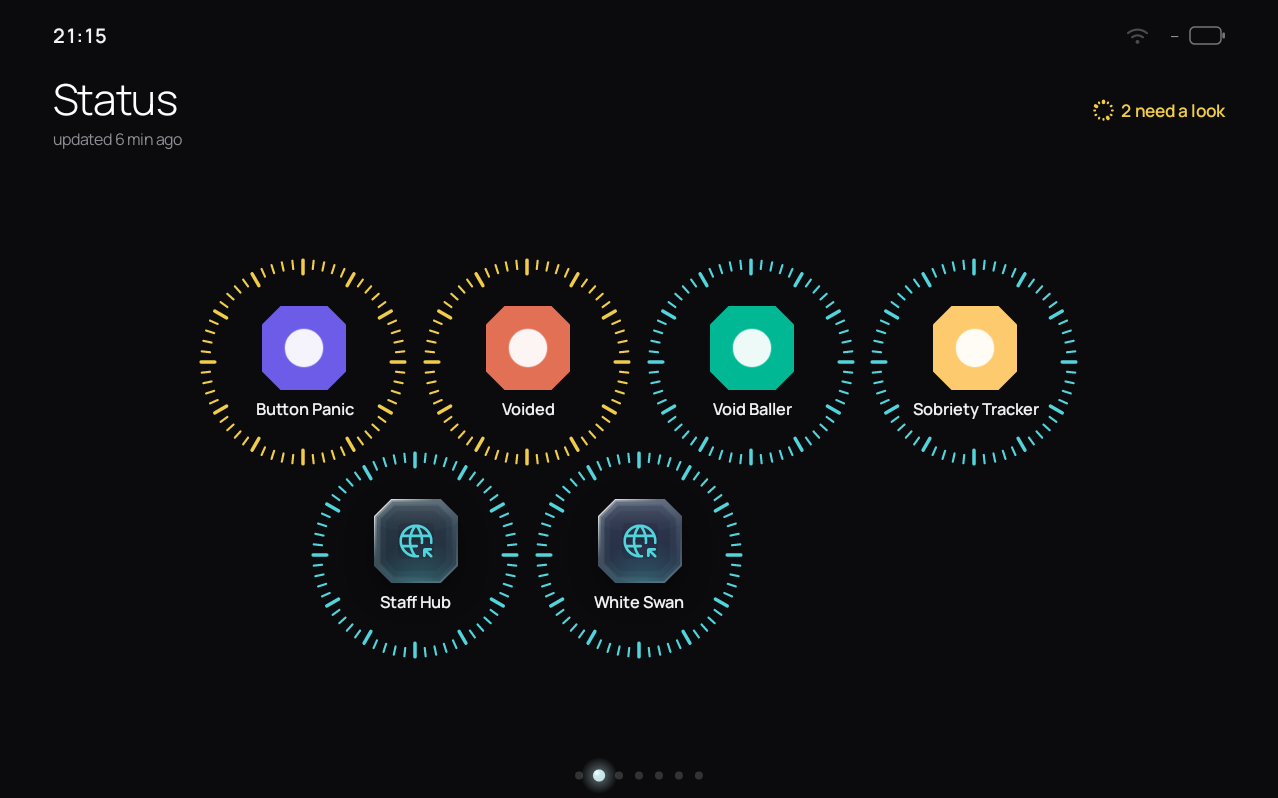 21:15
–
Status
updated 6 min ago
2 need a look
Button Panic
Voided
Void Baller
Sobriety Tracker
Staff Hub
White Swan